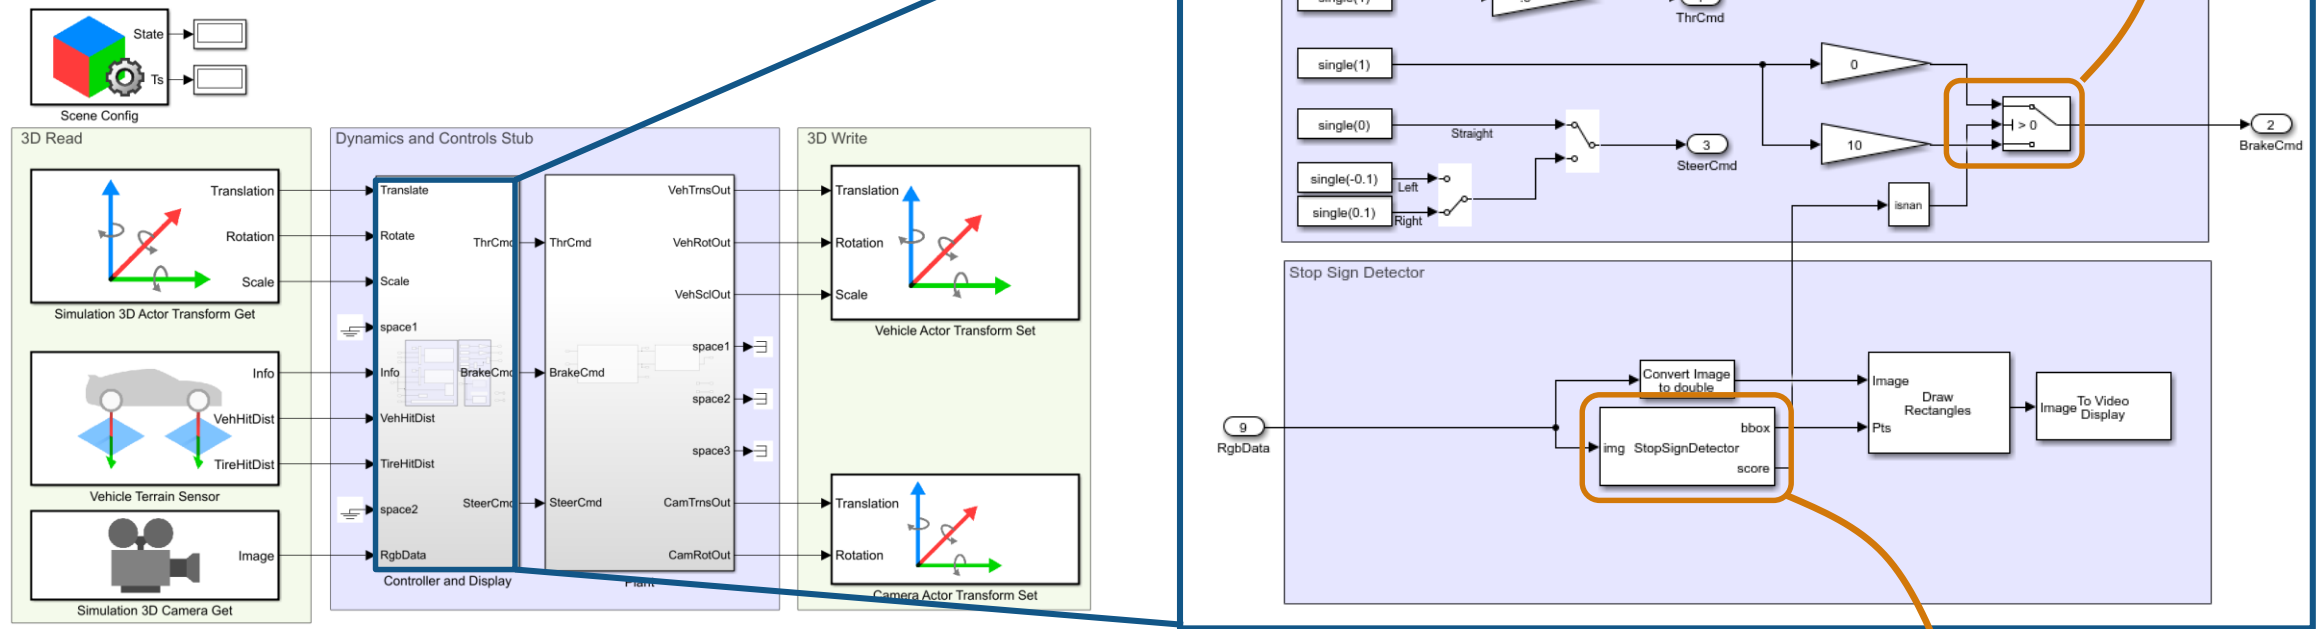 State
Ts
Scene Config
3D Read
Translation
Rotation
Scale
Simulation 3D Actor Transform Get
Info
VehHitDist
TireHitDist
Vehicle Terrain Sensor
Image
Simulation 3D Camera Get
Dynamics and Controls Stub
Translate
Rotate
Scale
space1
Info
VehHitDist
TireHitDist
space2
RgbData
ThrCmd
BrakeCmd
SteerCmd
Controller and Display
ThrCmd
BrakeCmd
SteerCmd
VehTrnsOut
VehRotOut
VehSclOut
space1
space2
space3
CamTrnsOut
CamRotOut
Plant
3D Write
Translation
Rotation
Scale
Vehicle Actor Transform Set
Translation
Rotation
Camera Actor Transform Set
ThrCmd
single(1)
0
single(0)
Straight
10
> 0
2
BrakeCmd
3
SteerCmd
single(-0.1)
Left
single(0.1)
Right
isnan
Stop Sign Detector
9
RgbData
Convert Image
to double
img
StopSignDetector
bbox
score
Image
Pts
Draw
Rectangles
Image
To Video
Display